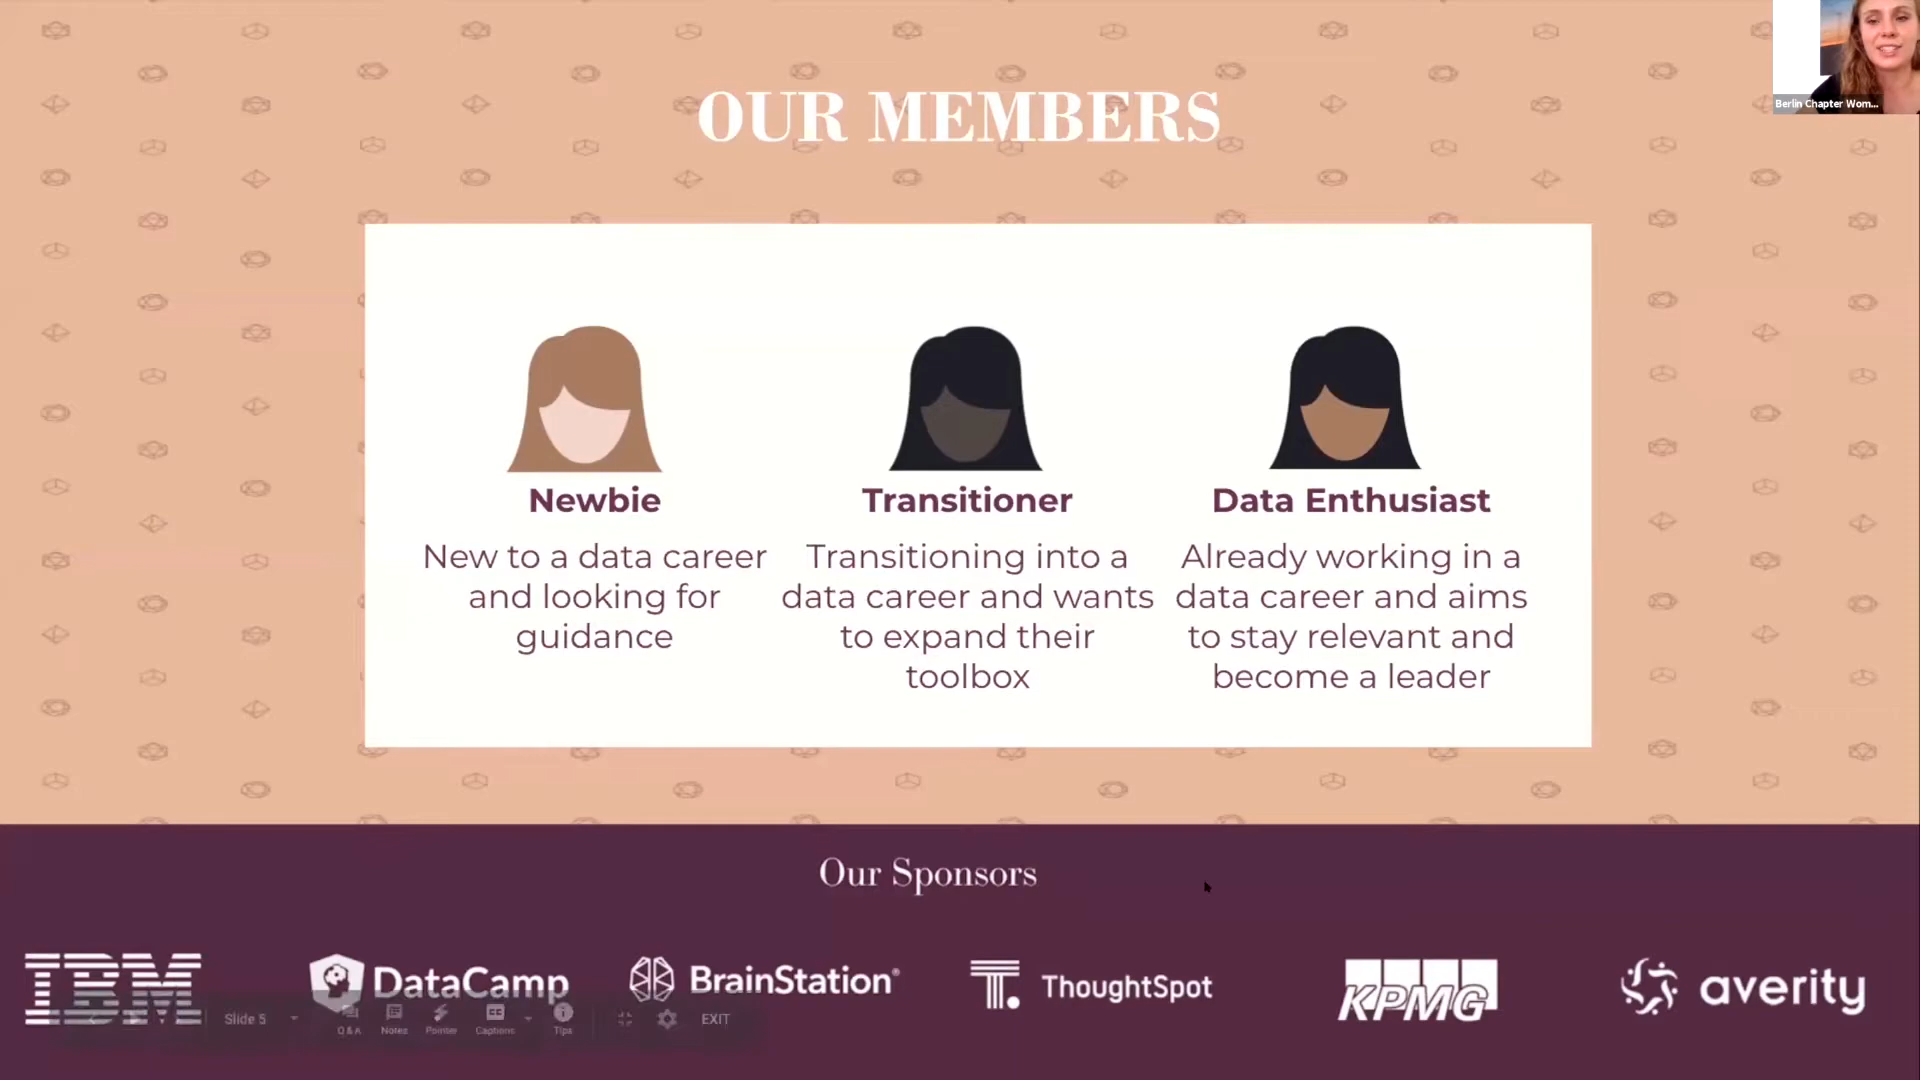 OUR MEMBERS
Berlin Chapter Wom...
Newbie
New to a data career
and looking for
guidance
Transitioner
Transitioning into a
data career and wants
to expand their
toolbox
Data Enthusiast
Already working in a
data career and aims
to stay relevant and
become a leader
Our Sponsors
IBM
DataCamp
BrainStation®
ThoughtSpot
KPMG
averity
Slide 5
Q & A
Notes
Pointer
Captions
Tips
EXIT